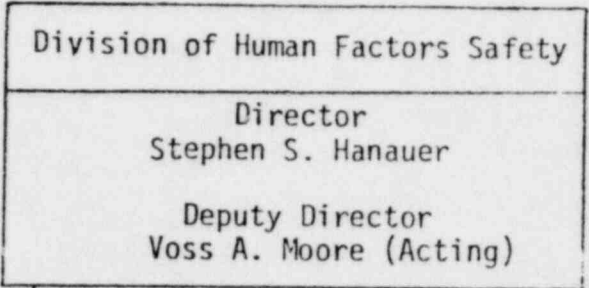 Division of Human Factors Safety
Director
Stephen S. Hanauer
Deputy Director
Voss A. Moore (Acting)